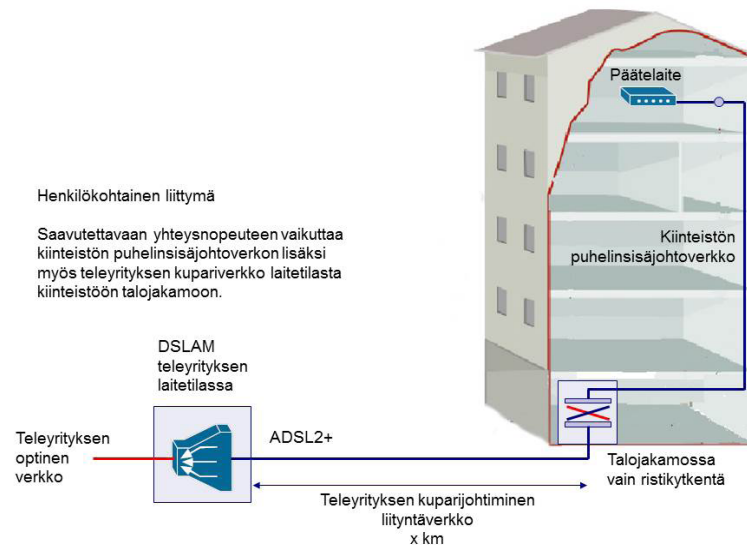 Päätelaite
Henkilökohtainen liittymä
Saavutettavaan yhteysnopeuteen vaikuttaa
kiinteistön puhelinsisäjohtoverkon lisäksi
myös teleyrityksen kupariverkko laitetilasta
kiinteistöön talojakamoon.
Kiinteistön
puhelinsisäjohtoverkko
DSLAM
teleyrityksen
laitetilassa
Teleyrityksen
optinen
verkko
ADSL2+
Talojakamossa
vain ristikytkentä
Teleyrityksen kuparijohtiminen
liityntäverkko
x km